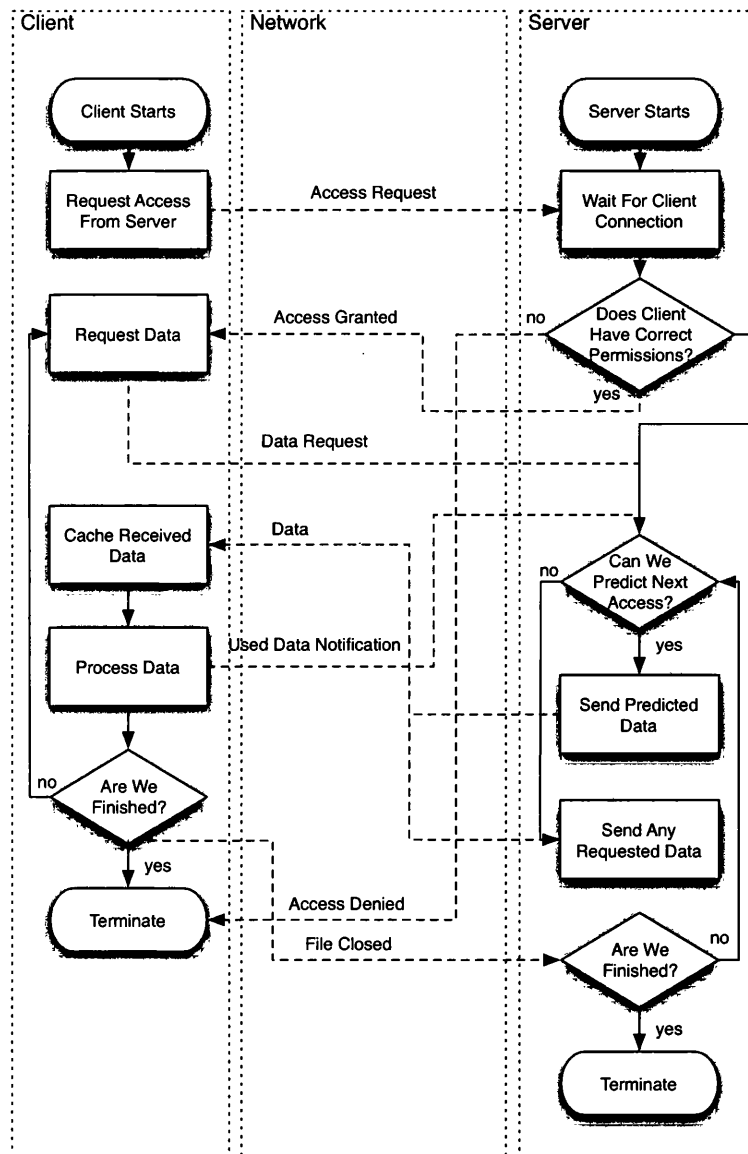 Client
Network
Server
Client Starts
Server Starts
Request Access
From Server
Access Request
Wait For Client
Connection
Request Data
Access Granted
no
Does Client
Have Correct
Permissions?
yes
Data Request
Cache Received
Data
Data
no
Can We
Predict Next
Access?
yes
Process Data
Used Data Notification
Send Predicted
Data
no
Are We
Finished?
yes
Send Any
Requested Data
Terminate
Access Denied
File Closed
Are We
Finished?
no
yes
Terminate